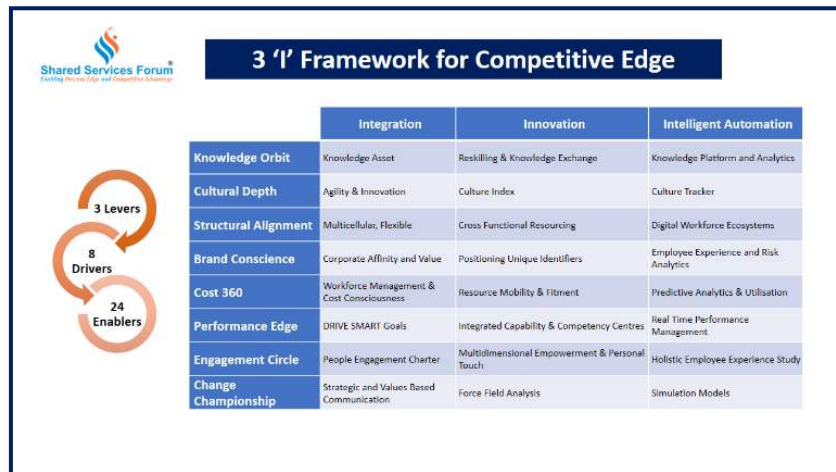 Shared Services Forum®
Enabling Process Edge and Competitive Advantage
3 'I' Framework for Competitive Edge
3 Levers
8
Drivers
24
Enablers
Integration Innovation Intelligent Automation
Knowledge Orbit Knowledge Asset Reskilling & Knowledge Exchange Knowledge Platform and Analytics
Cultural Depth Agility & Innovation Culture Index Culture Tracker
Structural Alignment Multicellular, Flexible Cross Functional Resourcing Digital Workforce Ecosystems
Brand Conscience Corporate Affinity and Value Positioning Unique Identifiers Employee Experience and Risk
Analytics
Cost 360 Workforce Management &
Cost Consciousness Resource Mobility & Fitment Predictive Analytics & Utilisation
Performance Edge DRIVE SMART Goals Integrated Capability & Competency Centres Real Time Performance
Management
Engagement Circle People Engagement Charter Multidimensional Empowerment & Personal
Touch Holistic Employee Experience Study
Change
Championship Strategic and Values Based
Communication Force Field Analysis Simulation Models